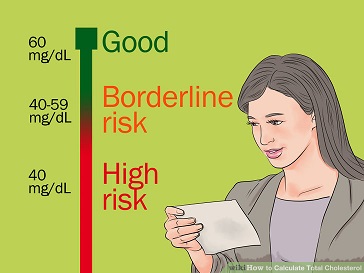 60
mg/dL
Good
40-59
mg/dL
Borderline
risk
40
mg/dL
High
risk
wikiHow to Calculate Total Cholesterol